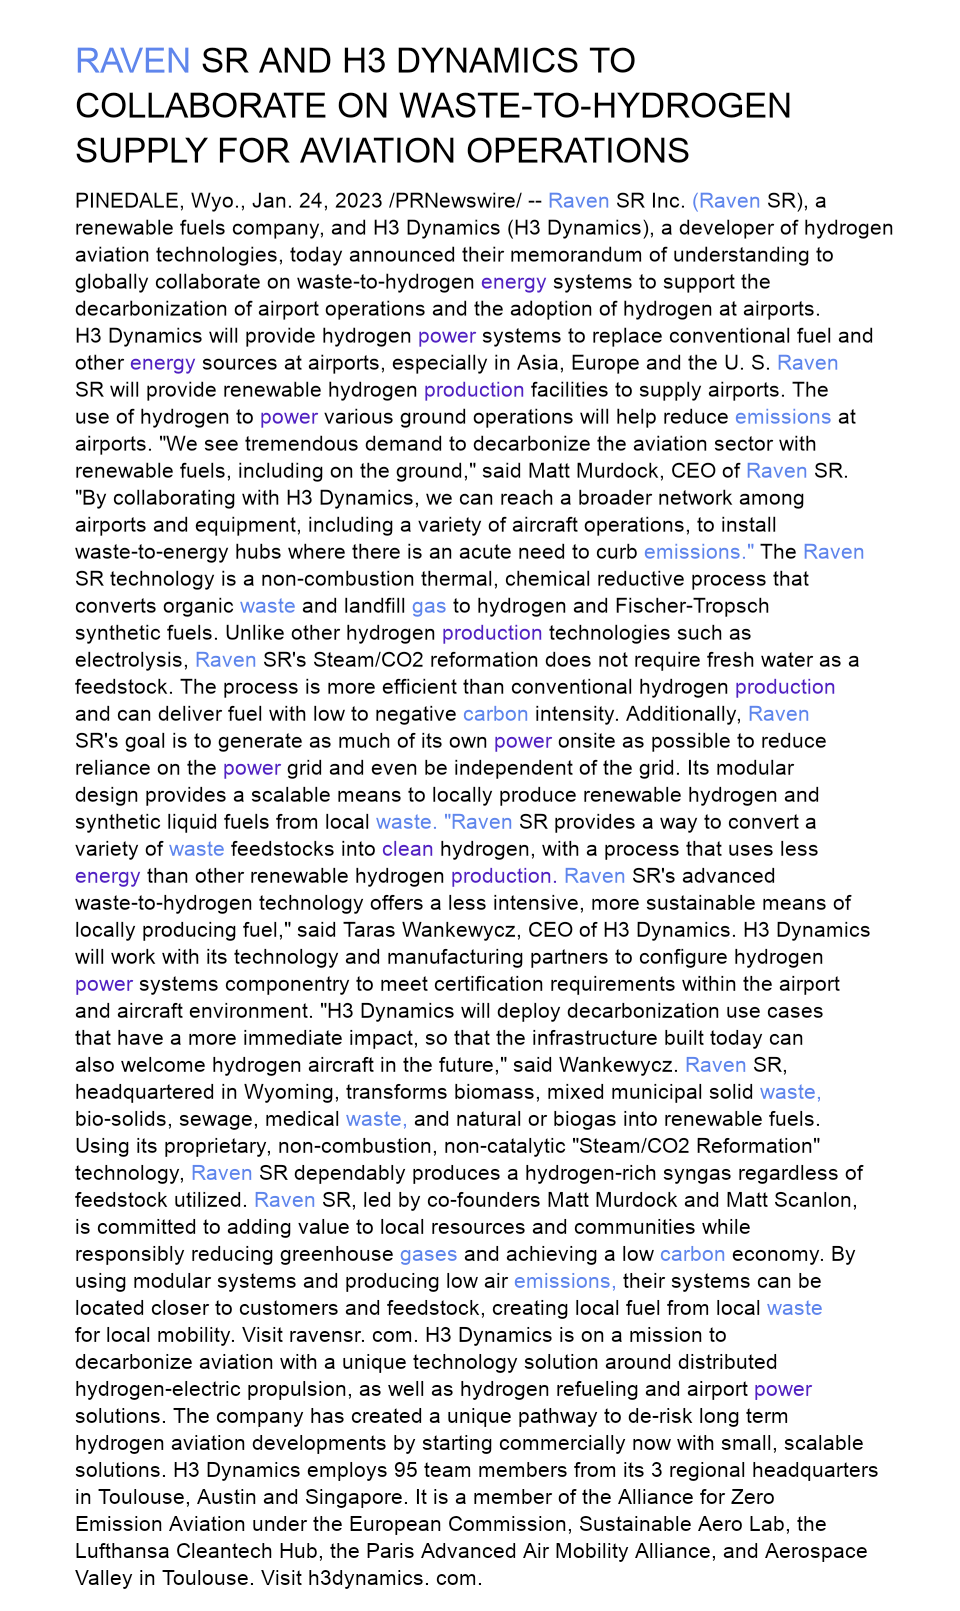 RAVEN SR AND H3 DYNAMICS TO
COLLABORATE ON WASTE-TO-HYDROGEN
SUPPLY FOR AVIATION OPERATIONS
PINEDALE, Wyo., Jan. 24, 2023 /PRNewswire/ -- Raven SR Inc. (Raven SR), a
renewable fuels company, and H3 Dynamics (H3 Dynamics), a developer of hydrogen
aviation technologies, today announced their memorandum of understanding to
globally collaborate on waste-to-hydrogen energy systems to support the
decarbonization of airport operations and the adoption of hydrogen at airports.
H3 Dynamics will provide hydrogen power systems to replace conventional fuel and
other energy sources at airports, especially in Asia, Europe and the U. S. Raven
SR will provide renewable hydrogen production facilities to supply airports. The
use of hydrogen to power various ground operations will help reduce emissions at
airports. "We see tremendous demand to decarbonize the aviation sector with
renewable fuels, including on the ground," said Matt Murdock, CEO of Raven SR.
"By collaborating with H3 Dynamics, we can reach a broader network among
airports and equipment, including a variety of aircraft operations, to install
waste-to-energy hubs where there is an acute need to curb emissions." The Raven
SR technology is a non-combustion thermal, chemical reductive process that
converts organic waste and landfill gas to hydrogen and Fischer-Tropsch
synthetic fuels. Unlike other hydrogen production technologies such as
electrolysis, Raven SR's Steam/CO2 reformation does not require fresh water as a
feedstock. The process is more efficient than conventional hydrogen production
and can deliver fuel with low to negative carbon intensity. Additionally, Raven
SR's goal is to generate as much of its own power onsite as possible to reduce
reliance on the power grid and even be independent of the grid. Its modular
design provides a scalable means to locally produce renewable hydrogen and
synthetic liquid fuels from local waste. "Raven SR provides a way to convert a
variety of waste feedstocks into clean hydrogen, with a process that uses less
energy than other renewable hydrogen production. Raven SR's advanced
waste-to-hydrogen technology offers a less intensive, more sustainable means of
locally producing fuel," said Taras Wankewycz, CEO of H3 Dynamics. H3 Dynamics
will work with its technology and manufacturing partners to configure hydrogen
power systems componentry to meet certification requirements within the airport
and aircraft environment. "H3 Dynamics will deploy decarbonization use cases
that have a more immediate impact, so that the infrastructure built today can
also welcome hydrogen aircraft in the future," said Wankewycz. Raven SR,
headquartered in Wyoming, transforms biomass, mixed municipal solid waste,
bio-solids, sewage, medical waste, and natural or biogas into renewable fuels.
Using its proprietary, non-combustion, non-catalytic "Steam/CO2 Reformation"
technology, Raven SR dependably produces a hydrogen-rich syngas regardless of
feedstock utilized. Raven SR, led by co-founders Matt Murdock and Matt Scanlon,
is committed to adding value to local resources and communities while
responsibly reducing greenhouse gases and achieving a low carbon economy. By
using modular systems and producing low air emissions, their systems can be
located closer to customers and feedstock, creating local fuel from local waste
for local mobility. Visit ravensr. com. H3 Dynamics is on a mission to
decarbonize aviation with a unique technology solution around distributed
hydrogen-electric propulsion, as well as hydrogen refueling and airport power
solutions. The company has created a unique pathway to de-risk long term
hydrogen aviation developments by starting commercially now with small, scalable
solutions. H3 Dynamics employs 95 team members from its 3 regional headquarters
in Toulouse, Austin and Singapore. It is a member of the Alliance for Zero
Emission Aviation under the European Commission, Sustainable Aero Lab, the
Lufthansa Cleantech Hub, the Paris Advanced Air Mobility Alliance, and Aerospace
Valley in Toulouse. Visit h3dynamics. com.